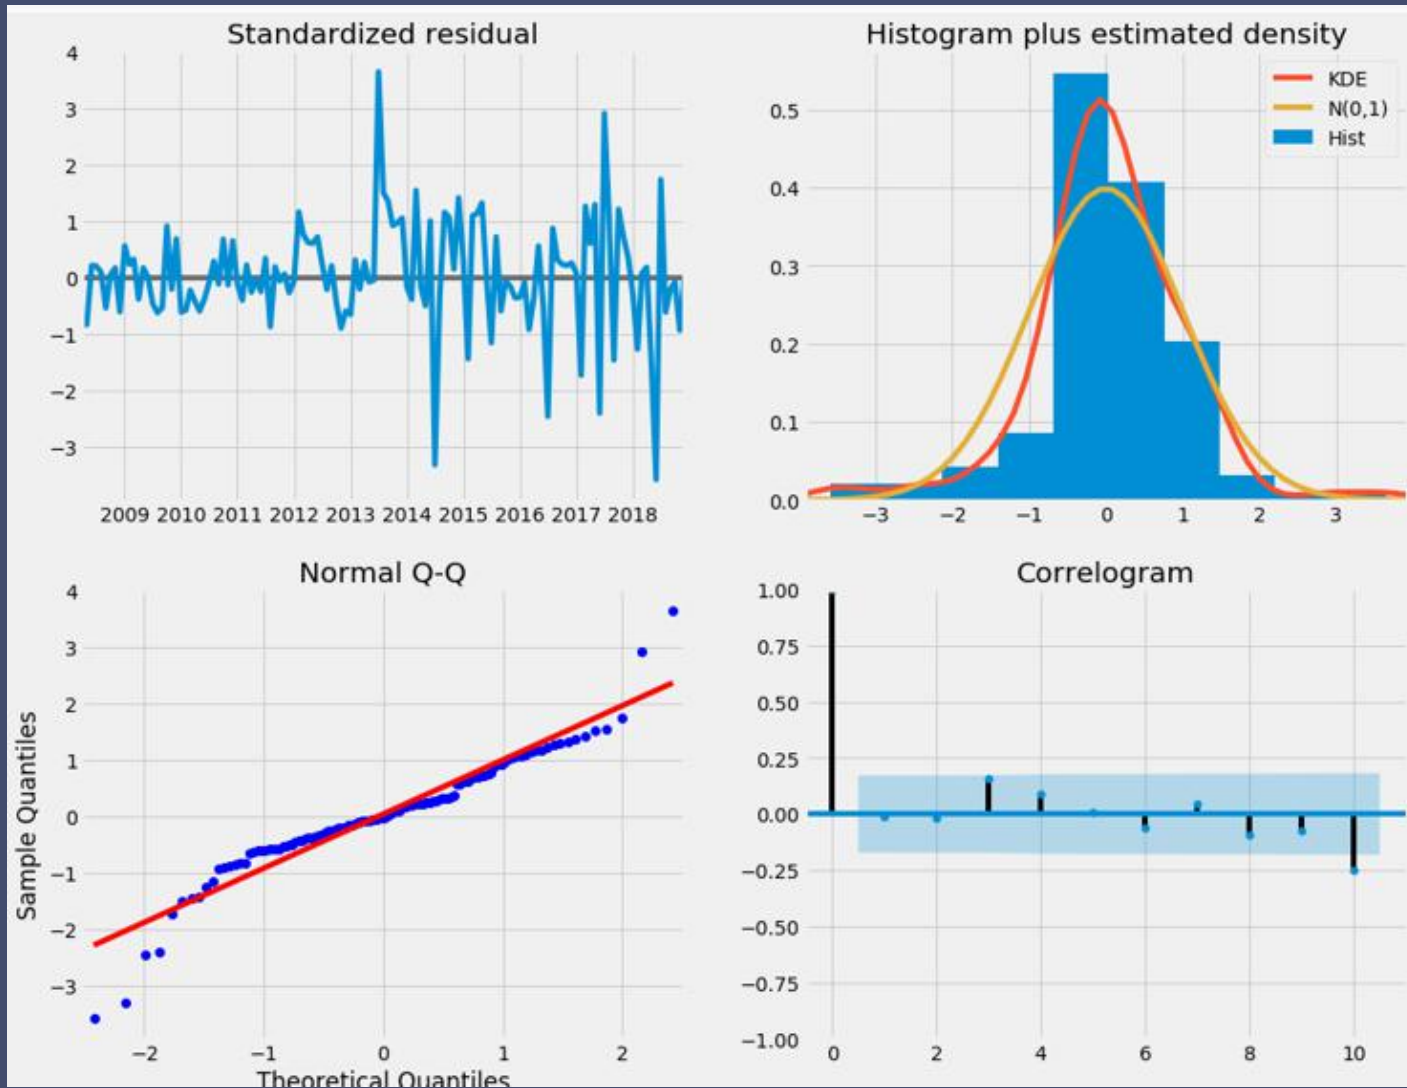 Standardized residual
4
3
2
1
0
−1
−2
−3
2009 2010 2011 2012 2013 2014 2015 2016 2017 2018
Histogram plus estimated density
KDE
N(0,1)
Hist
0.5
0.4
0.3
0.2
0.1
0.0
−3 −2 −1 0 1 2 3
Normal Q-Q
4
3
2
1
0
−1
−2
−3
Sample Quantiles
−2 −1 0 1 2
Theoretical Quantiles
Correlogram
1.00
0.75
0.50
0.25
0.00
−0.25
−0.50
−0.75
−1.00
0 2 4 6 8 10